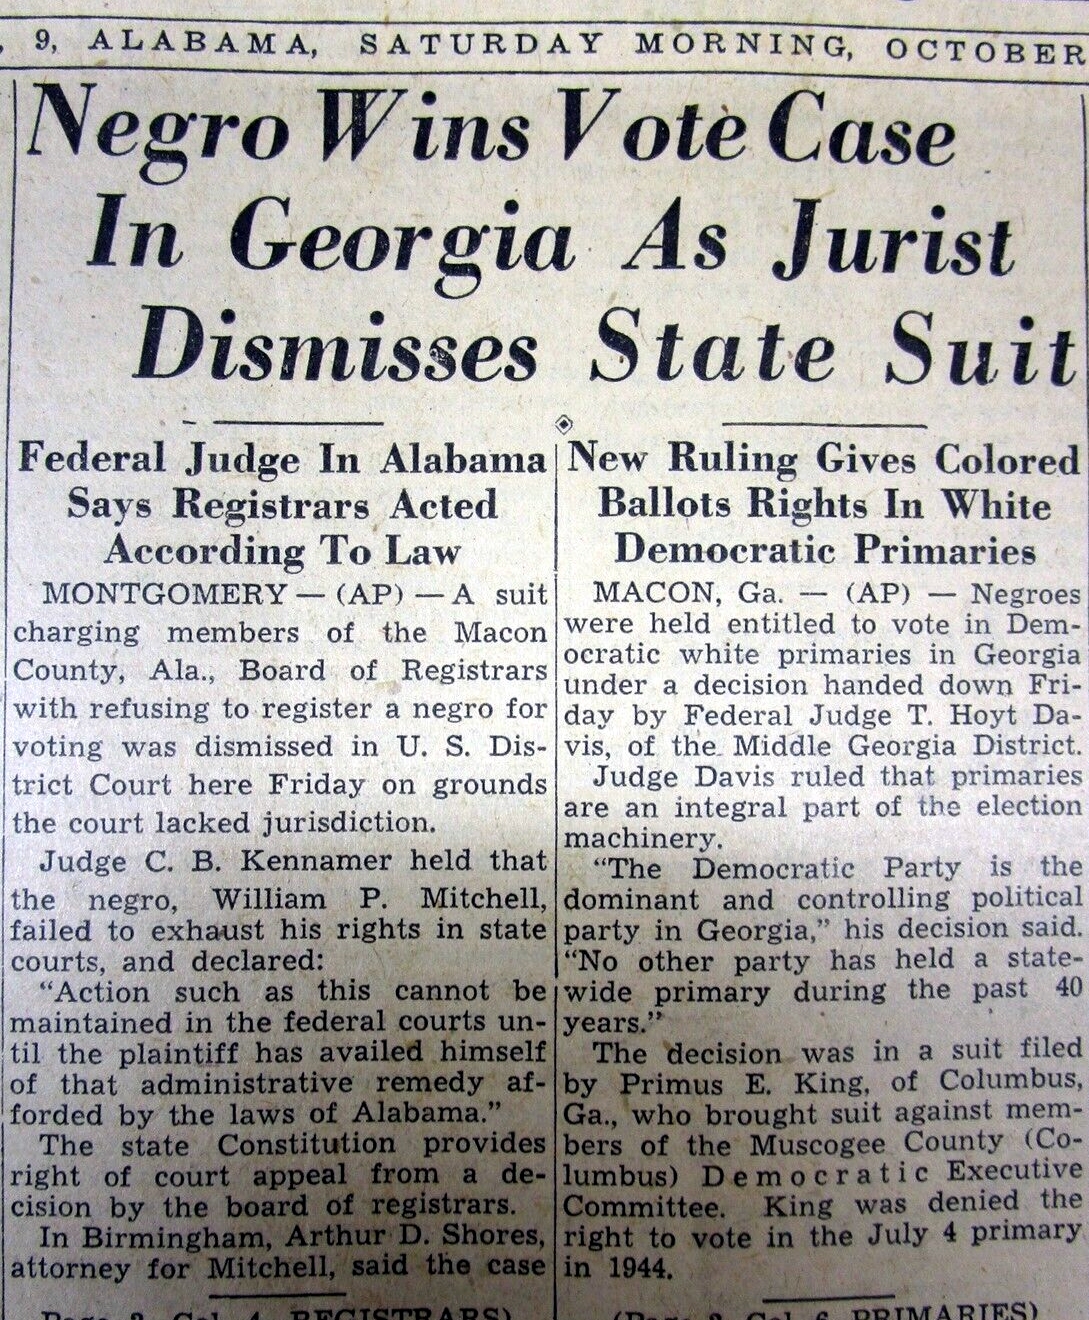 , 9, ALABAMA, SATURDAY MORNING, OCTOBER
Negro Wins Vote Case
In Georgia As Jurist
Dismisses State Suit
Federal Judge In Alabama
Says Registrars Acted
According To Law
MONTGOMERY — (AP) — A suit
charging members of the Macon
County, Ala., Board of Registrars
with refusing to register a negro for
voting was dismissed in U. S. Dis-
trict Court here Friday on grounds
the court lacked jurisdiction.
Judge C. B. Kennamer held that
the negro, William P. Mitchell,
failed to exhaust his rights in state
courts, and declared:
“Action such as this cannot be
maintained in the federal courts un-
til the plaintiff has availed himself
of that administrative remedy af-
forded by the laws of Alabama.”
The state Constitution provides
right of court appeal from a de-
cision by the board of registrars.
In Birmingham, Arthur D. Shores,
attorney for Mitchell, said the case
Page 2, Col. 4, REGISTRARS)
New Ruling Gives Colored
Ballots Rights In White
Democratic Primaries
MACON, Ga. — (AP) — Negroes
were held entitled to vote in Dem-
ocratic white primaries in Georgia
under a decision handed down Fri-
day by Federal Judge T. Hoyt Da-
vis, of the Middle Georgia District.
Judge Davis ruled that primaries
are an integral part of the election
machinery.
“The Democratic Party is the
dominant and controlling political
party in Georgia,” his decision said.
“No other party has held a state-
wide primary during the past 40
years.”
The decision was in a suit filed
by Primus E. King, of Columbus,
Ga., who brought suit against mem-
bers of the Muscogee County (Co-
lumbus) Democratic Executive
Committee. King was denied the
right to vote in the July 4 primary
in 1944.
(Page 2, Col. 6, PRIMARIES)